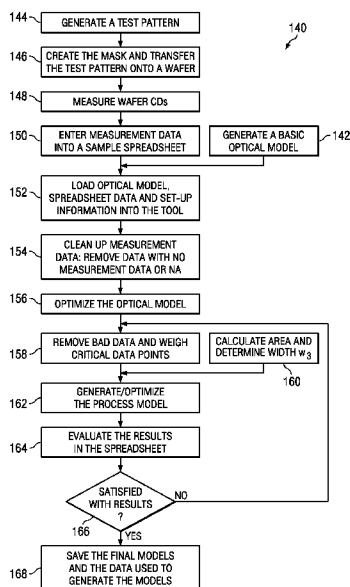 144
GENERATE A TEST PATTERN
140
146
CREATE THE MASK AND TRANSFER
THE TEST PATTERN ONTO A WAFER
148
MEASURE WAFER CDs
150
ENTER MEASUREMENT DATA
INTO A SAMPLE SPREADSHEET
GENERATE A BASIC
OPTICAL MODEL
142
152
LOAD OPTICAL MODEL,
SPREADSHEET DATA AND SET-UP
INFORMATION INTO THE TOOL
154
CLEAN UP MEASUREMENT
DATA: REMOVE DATA WITH NO
MEASUREMENT DATA OR NA
156
OPTIMIZE THE OPTICAL MODEL
158
REMOVE BAD DATA AND WEIGH
CRITICAL DATA POINTS
CALCULATE AREA AND
DETERMINE WIDTH w3
160
162
GENERATE/OPTIMIZE
THE PROCESS MODEL
164
EVALUATE THE RESULTS
IN THE SPREADSHEET
SATISFIED
WITH RESULTS
?
NO
166
YES
168
SAVE THE FINAL MODELS
AND THE DATA USED TO
GENERATE THE MODELS